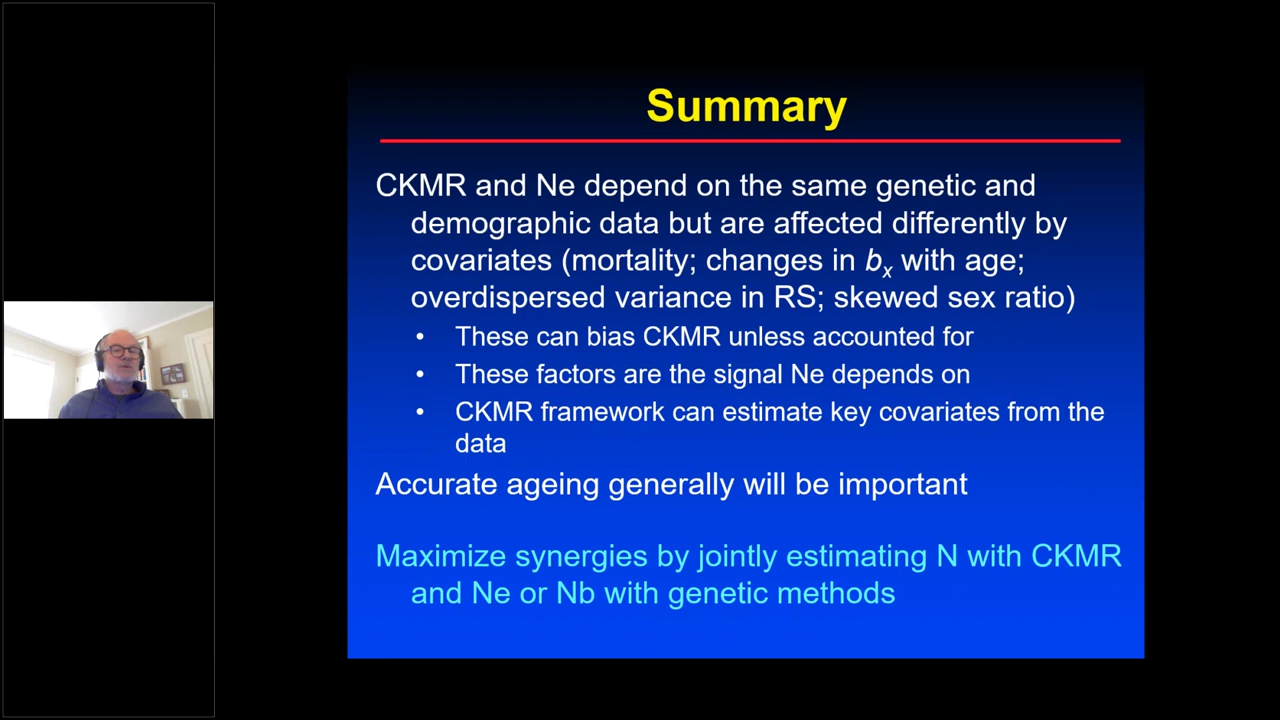 Summary
CKMR and Ne depend on the same genetic and
demographic data but are affected differently by
covariates (mortality; changes in bx with age;
overdispersed variance in RS; skewed sex ratio)
• These can bias CKMR unless accounted for
• These factors are the signal Ne depends on
• CKMR framework can estimate key covariates from the
data
Accurate ageing generally will be important
Maximize synergies by jointly estimating N with CKMR
and Ne or Nb with genetic methods